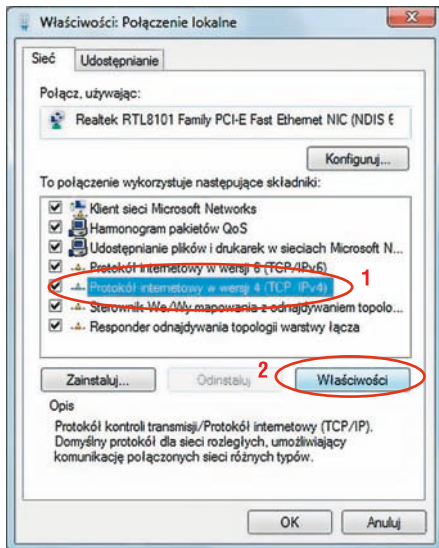 Właściwości: Połączenie lokalne
Sieć Udostępnianie
Połącz, używając:
Realtek RTL8101 Family PCI-E Fast Ethernet NIC (NDIS 6
Konfiguruj...
To połączenie wykorzystuje następujące składniki:
Klient sieci Microsoft Networks
Harmonogram pakietów QoS
Udostępnianie plików i drukarek w sieciach Microsoft N...
Protokół internetowy w wersji 6 (TCP/IPv6)
Protokół internetowy w wersji 4 (TCP IPv4) 1
Sterownik We/Wy mapowania z odnajdywaniem topolo...
Responder odnajdywania topologii warstwy łącza
Zainstaluj... Odinstaluj 2 Właściwości
Opis
Protokół kontroli transmisji/Protokół internetowy (TCP/IP).
Domyślny protokół dla sieci rozległych, umożliwiający
komunikację połączonych sieci różnych typów.
OK Anuluj